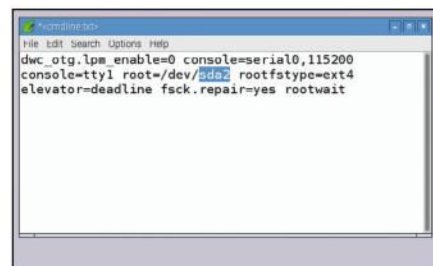 *cmdline.txt
File Edit Search Options Help
dwc_otg.lpm_enable=0 console=serial0,115200
console=tty1 root=/dev/sda2 rootfstype=ext4
elevator=deadline fsck.repair=yes rootwait